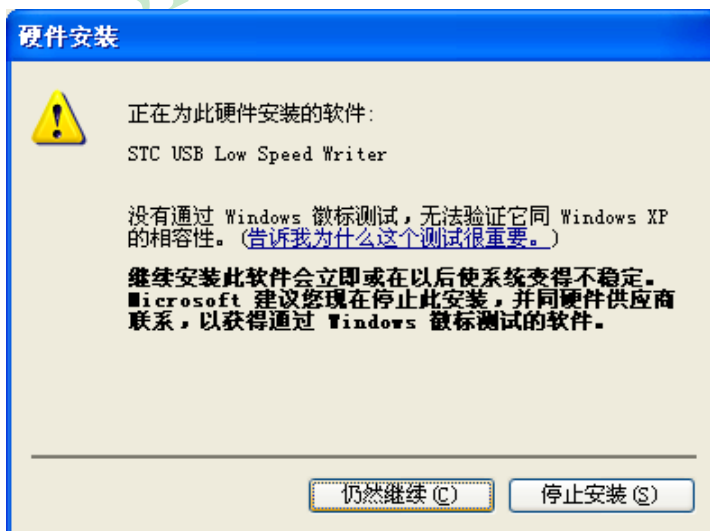 硬件安装
正在为此硬件安装的软件:
STC USB Low Speed Writer
没有通过 Windows 徽标测试，无法验证它同 Windows XP
的相容性。(告诉我为什么这个测试很重要。)
继续安装此软件会立即或在以后使系统变得不稳定。
Microsoft 建议您现在停止此安装，并同硬件供应商
联系，以获得通过 Windows 徽标测试的软件。
仍然继续(C)
停止安装(S)